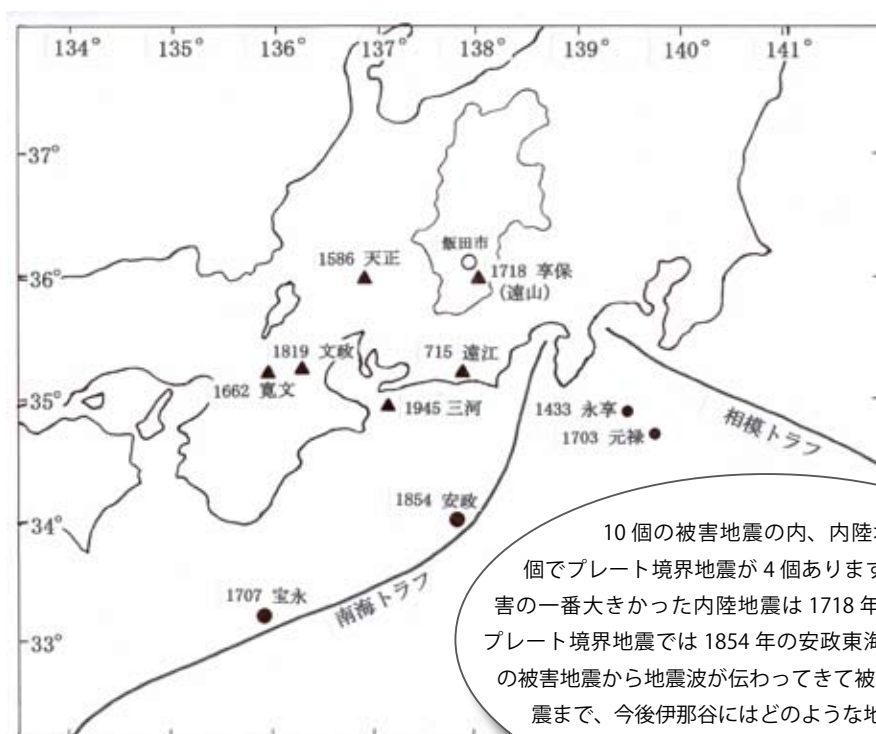 134° 135° 136° 137° 138° 139° 140° 141°
37°
飯田市
1586 天正
36°
1718 享保
(遠山)
1819 文政
715 遠江
1662 寛文
35°
1945 三河
1433 永享
1703 元禄
相模トラフ
1854 安政
34°
10 個の被害地震の内、内陸
個でプレート境界地震が 4 個あります
1707 宝永
南海トラフ
害の一番大きかった内陸地震は 1718 年
33°
プレート境界地震では 1854 年の安政東海
の被害地震から地震波が伝わってきて被
震まで、今後伊那谷にはどのような地